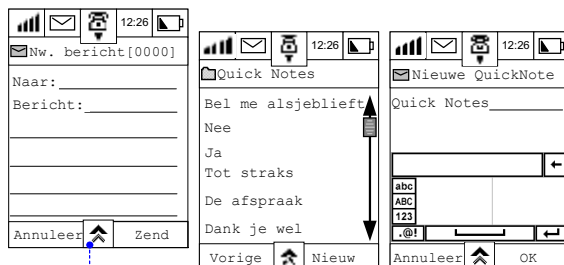 12:26
Nw. bericht[0000]
Naar:
Bericht:
Annuleer Zend
12:26
Quick Notes
Bel me alsjeblieft
Nee
Ja
Tot straks
De afspraak
Dank je wel
Vorige Nieuw
12:26
Nieuwe QuickNote
Quick Notes
abc
ABC
123
.@!
Annuleer OK